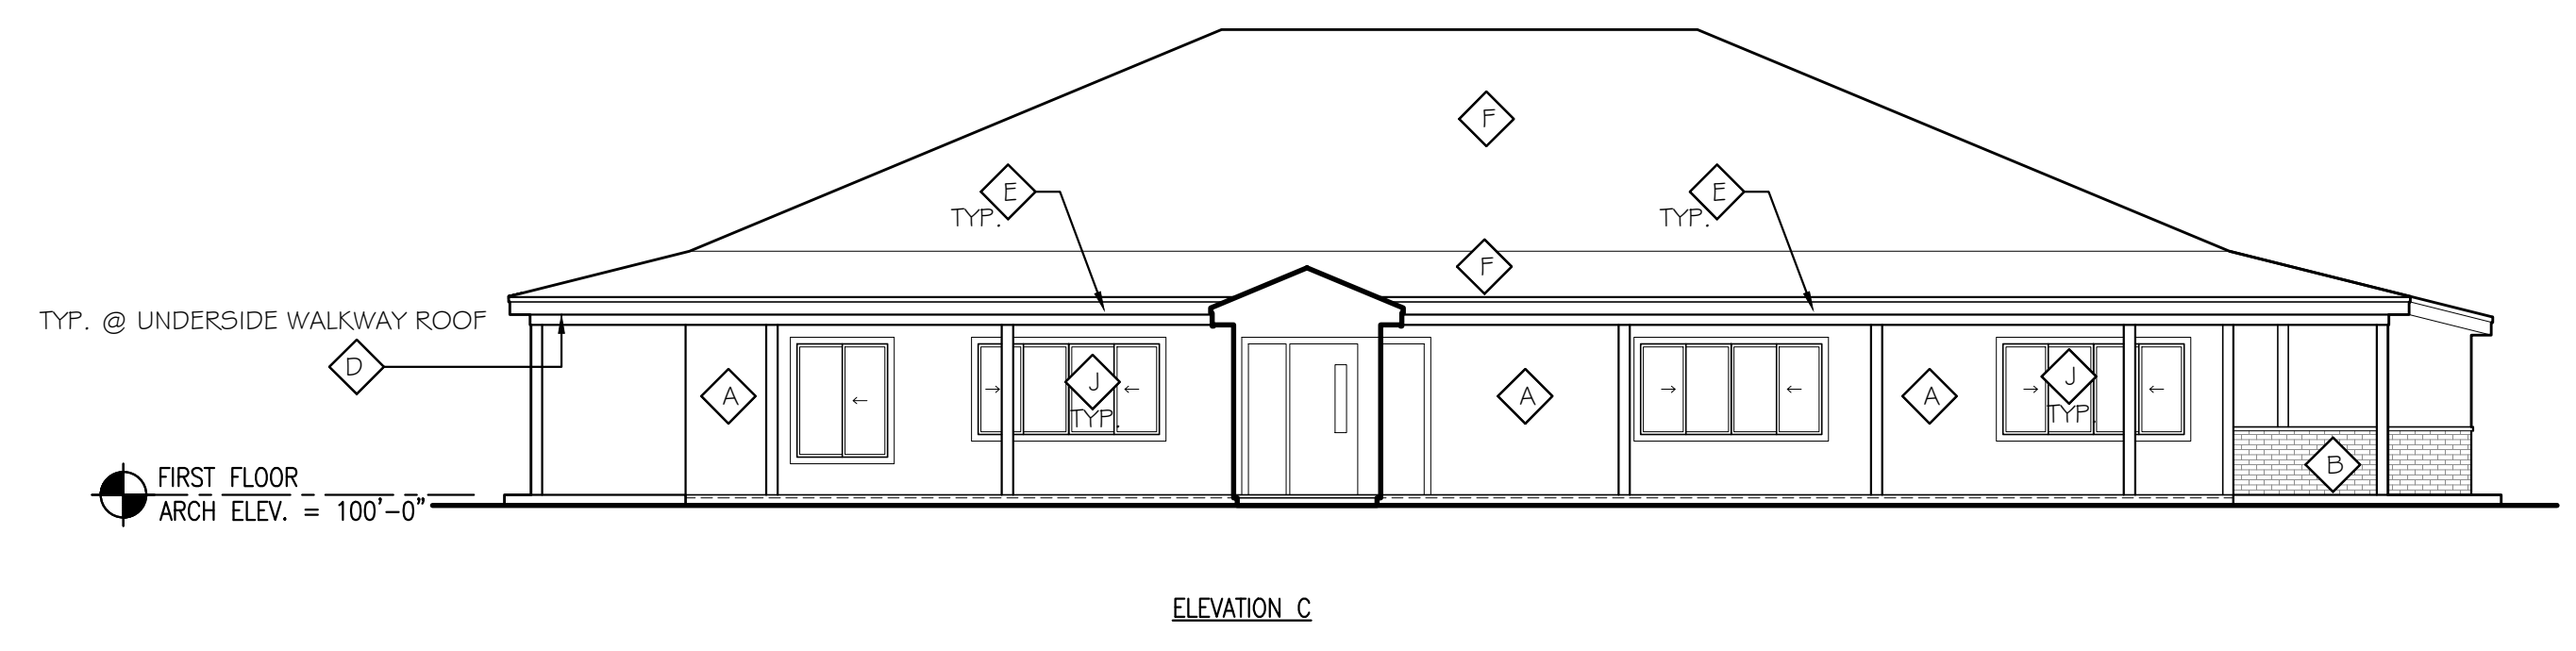 F
E
TYP.
E
TYP.
F
TYP. @ UNDERSIDE WALKWAY ROOF
D
A
J
TYP.
A
A
J
TYP.
B
FIRST FLOOR
ARCH ELEV. = 100'-0"
ELEVATION C